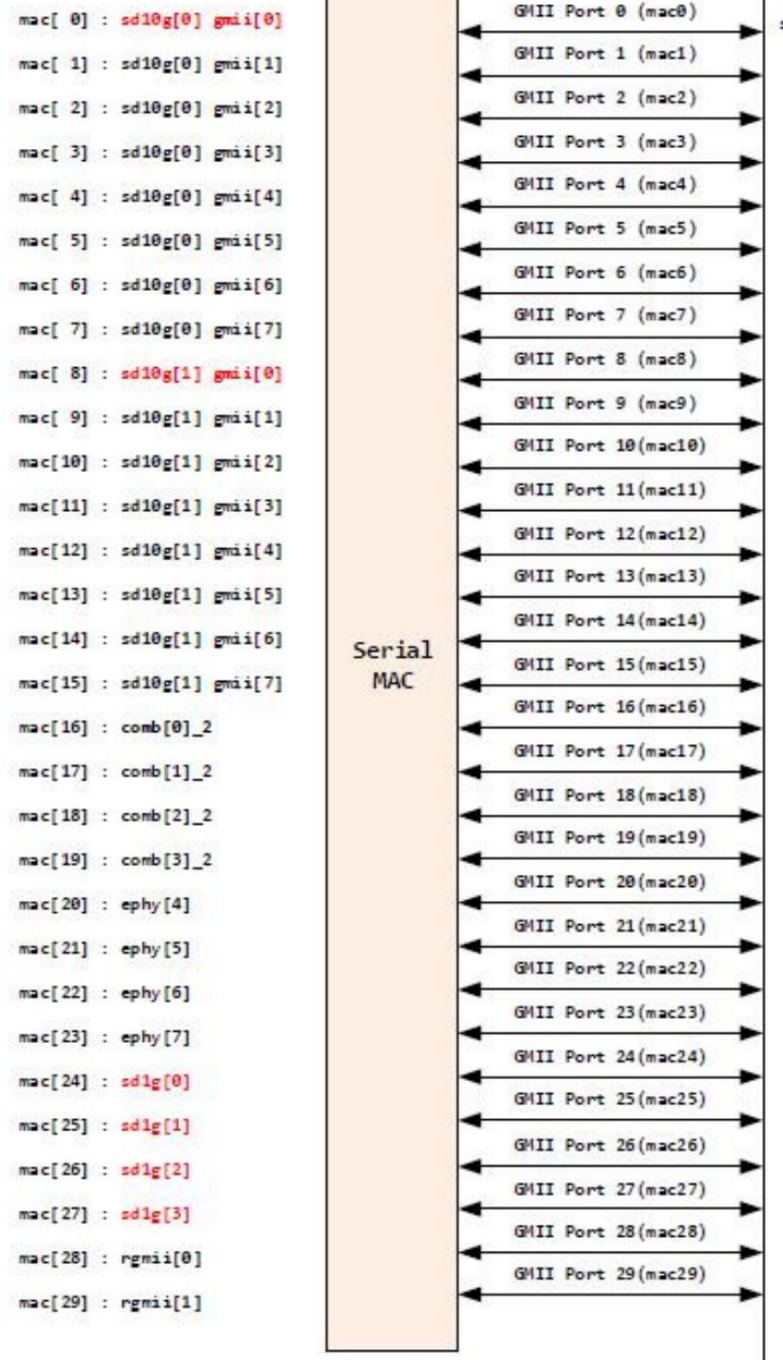 mac[ 0] : sd10g[0] gmii[0]
mac[ 1] : sd10g[0] gmii[1]
mac[ 2] : sd10g[0] gmii[2]
mac[ 3] : sd10g[0] gmii[3]
mac[ 4] : sd10g[0] gmii[4]
mac[ 5] : sd10g[0] gmii[5]
mac[ 6] : sd10g[0] gmii[6]
mac[ 7] : sd10g[0] gmii[7]
mac[ 8] : sd10g[1] gmii[0]
mac[ 9] : sd10g[1] gmii[1]
mac[10] : sd10g[1] gmii[2]
mac[11] : sd10g[1] gmii[3]
mac[12] : sd10g[1] gmii[4]
mac[13] : sd10g[1] gmii[5]
mac[14] : sd10g[1] gmii[6]
mac[15] : sd10g[1] gmii[7]
mac[16] : comb[0]_2
mac[17] : comb[1]_2
mac[18] : comb[2]_2
mac[19] : comb[3]_2
mac[20] : ephy[4]
mac[21] : ephy[5]
mac[22] : ephy[6]
mac[23] : ephy[7]
mac[24] : sd1g[0]
mac[25] : sd1g[1]
mac[26] : sd1g[2]
mac[27] : sd1g[3]
mac[28] : rgmii[0]
mac[29] : rgmii[1]
Serial
MAC
GMII Port 0 (mac0)
GMII Port 1 (mac1)
GMII Port 2 (mac2)
GMII Port 3 (mac3)
GMII Port 4 (mac4)
GMII Port 5 (mac5)
GMII Port 6 (mac6)
GMII Port 7 (mac7)
GMII Port 8 (mac8)
GMII Port 9 (mac9)
GMII Port 10(mac10)
GMII Port 11(mac11)
GMII Port 12(mac12)
GMII Port 13(mac13)
GMII Port 14(mac14)
GMII Port 15(mac15)
GMII Port 16(mac16)
GMII Port 17(mac17)
GMII Port 18(mac18)
GMII Port 19(mac19)
GMII Port 20(mac20)
GMII Port 21(mac21)
GMII Port 22(mac22)
GMII Port 23(mac23)
GMII Port 24(mac24)
GMII Port 25(mac25)
GMII Port 26(mac26)
GMII Port 27(mac27)
GMII Port 28(mac28)
GMII Port 29(mac29)